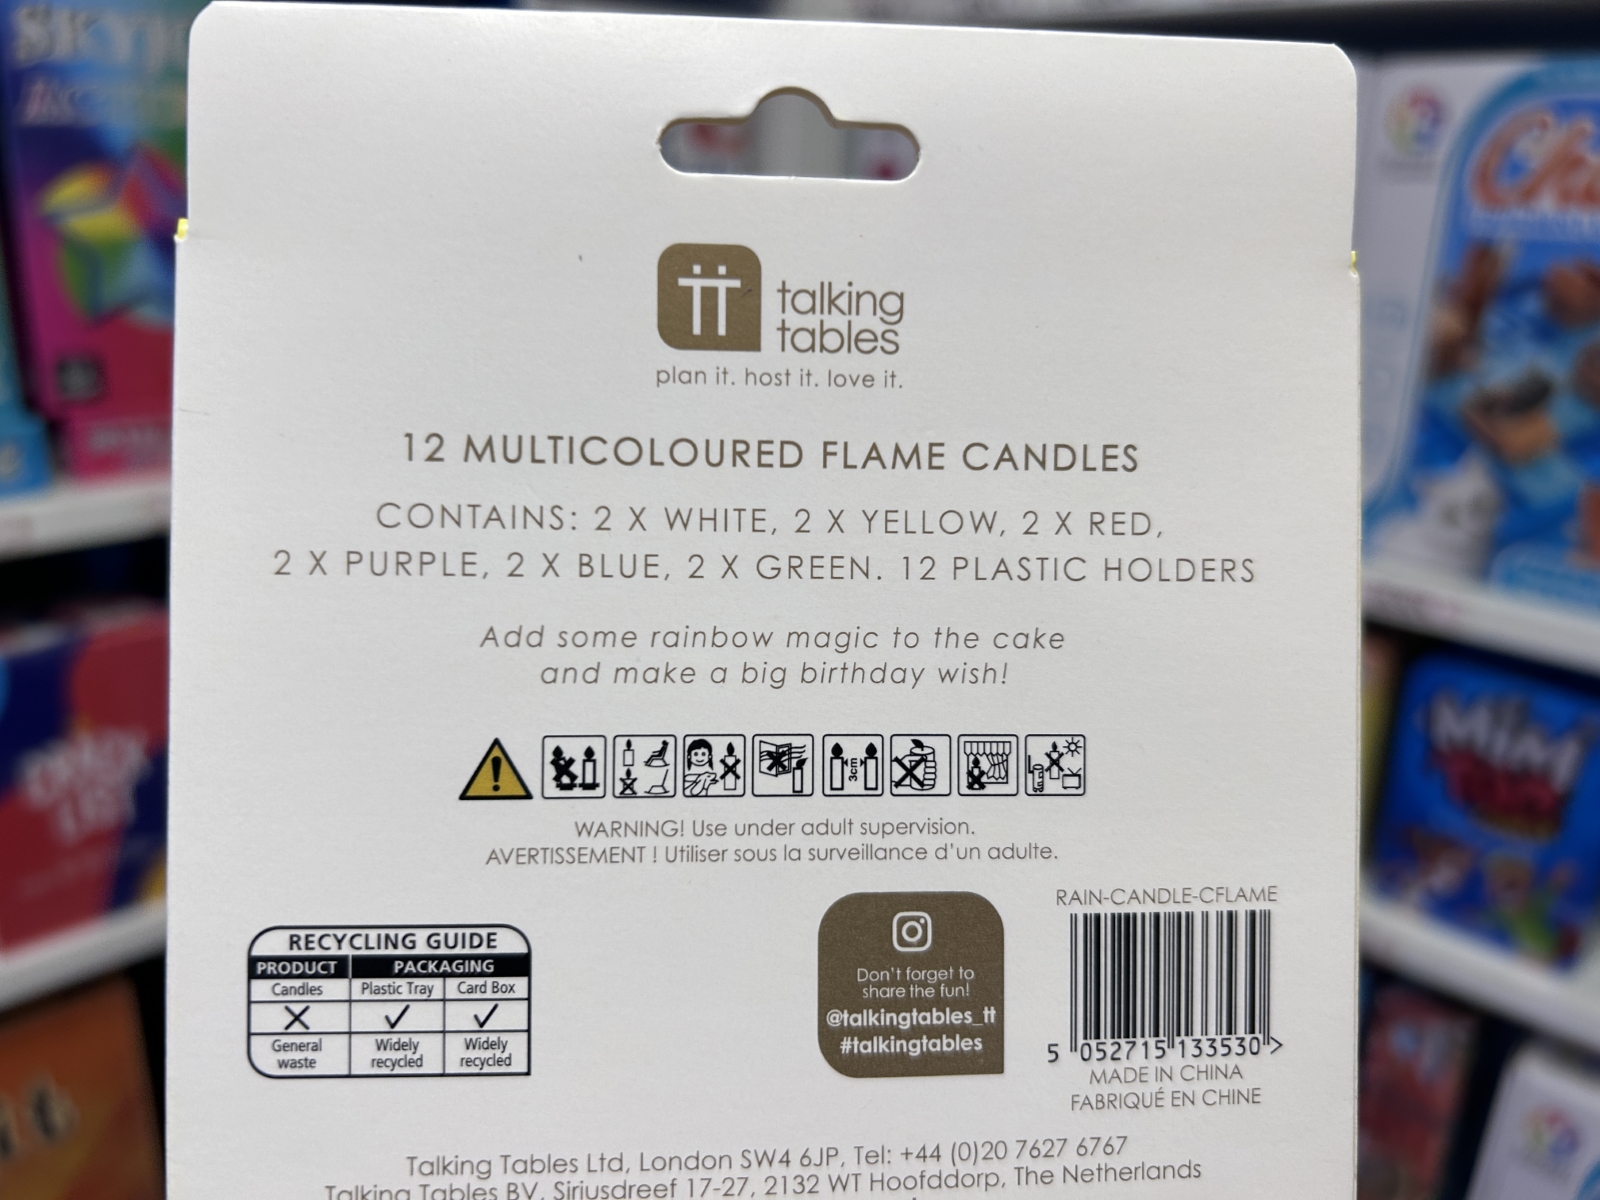 SKYJO
ACTION
talking
tables
plan it. host it. love it.
12 MULTICOLOURED FLAME CANDLES
CONTAINS: 2 X WHITE, 2 X YELLOW, 2 X RED,
2 X PURPLE, 2 X BLUE, 2 X GREEN. 12 PLASTIC HOLDERS
Add some rainbow magic to the cake
and make a big birthday wish!
3cm
WARNING! Use under adult supervision.
AVERTISSEMENT ! Utiliser sous la surveillance d'un adulte.
RECYCLING GUIDE
PRODUCT PACKAGING
Candles Plastic Tray Card Box
General waste Widely recycled Widely recycled
Don't forget to
share the fun!
@talkingtables_tt
#talkingtables
RAIN-CANDLE-CFLAME
5 052715 133530 >
MADE IN CHINA
FABRIQUÉ EN CHINE
Talking Tables Ltd, London SW4 6JP, Tel: +44 (0)20 7627 6767
Talking Tables BV, Siriusdreef 17-27, 2132 WT Hoofddorp, The Netherlands